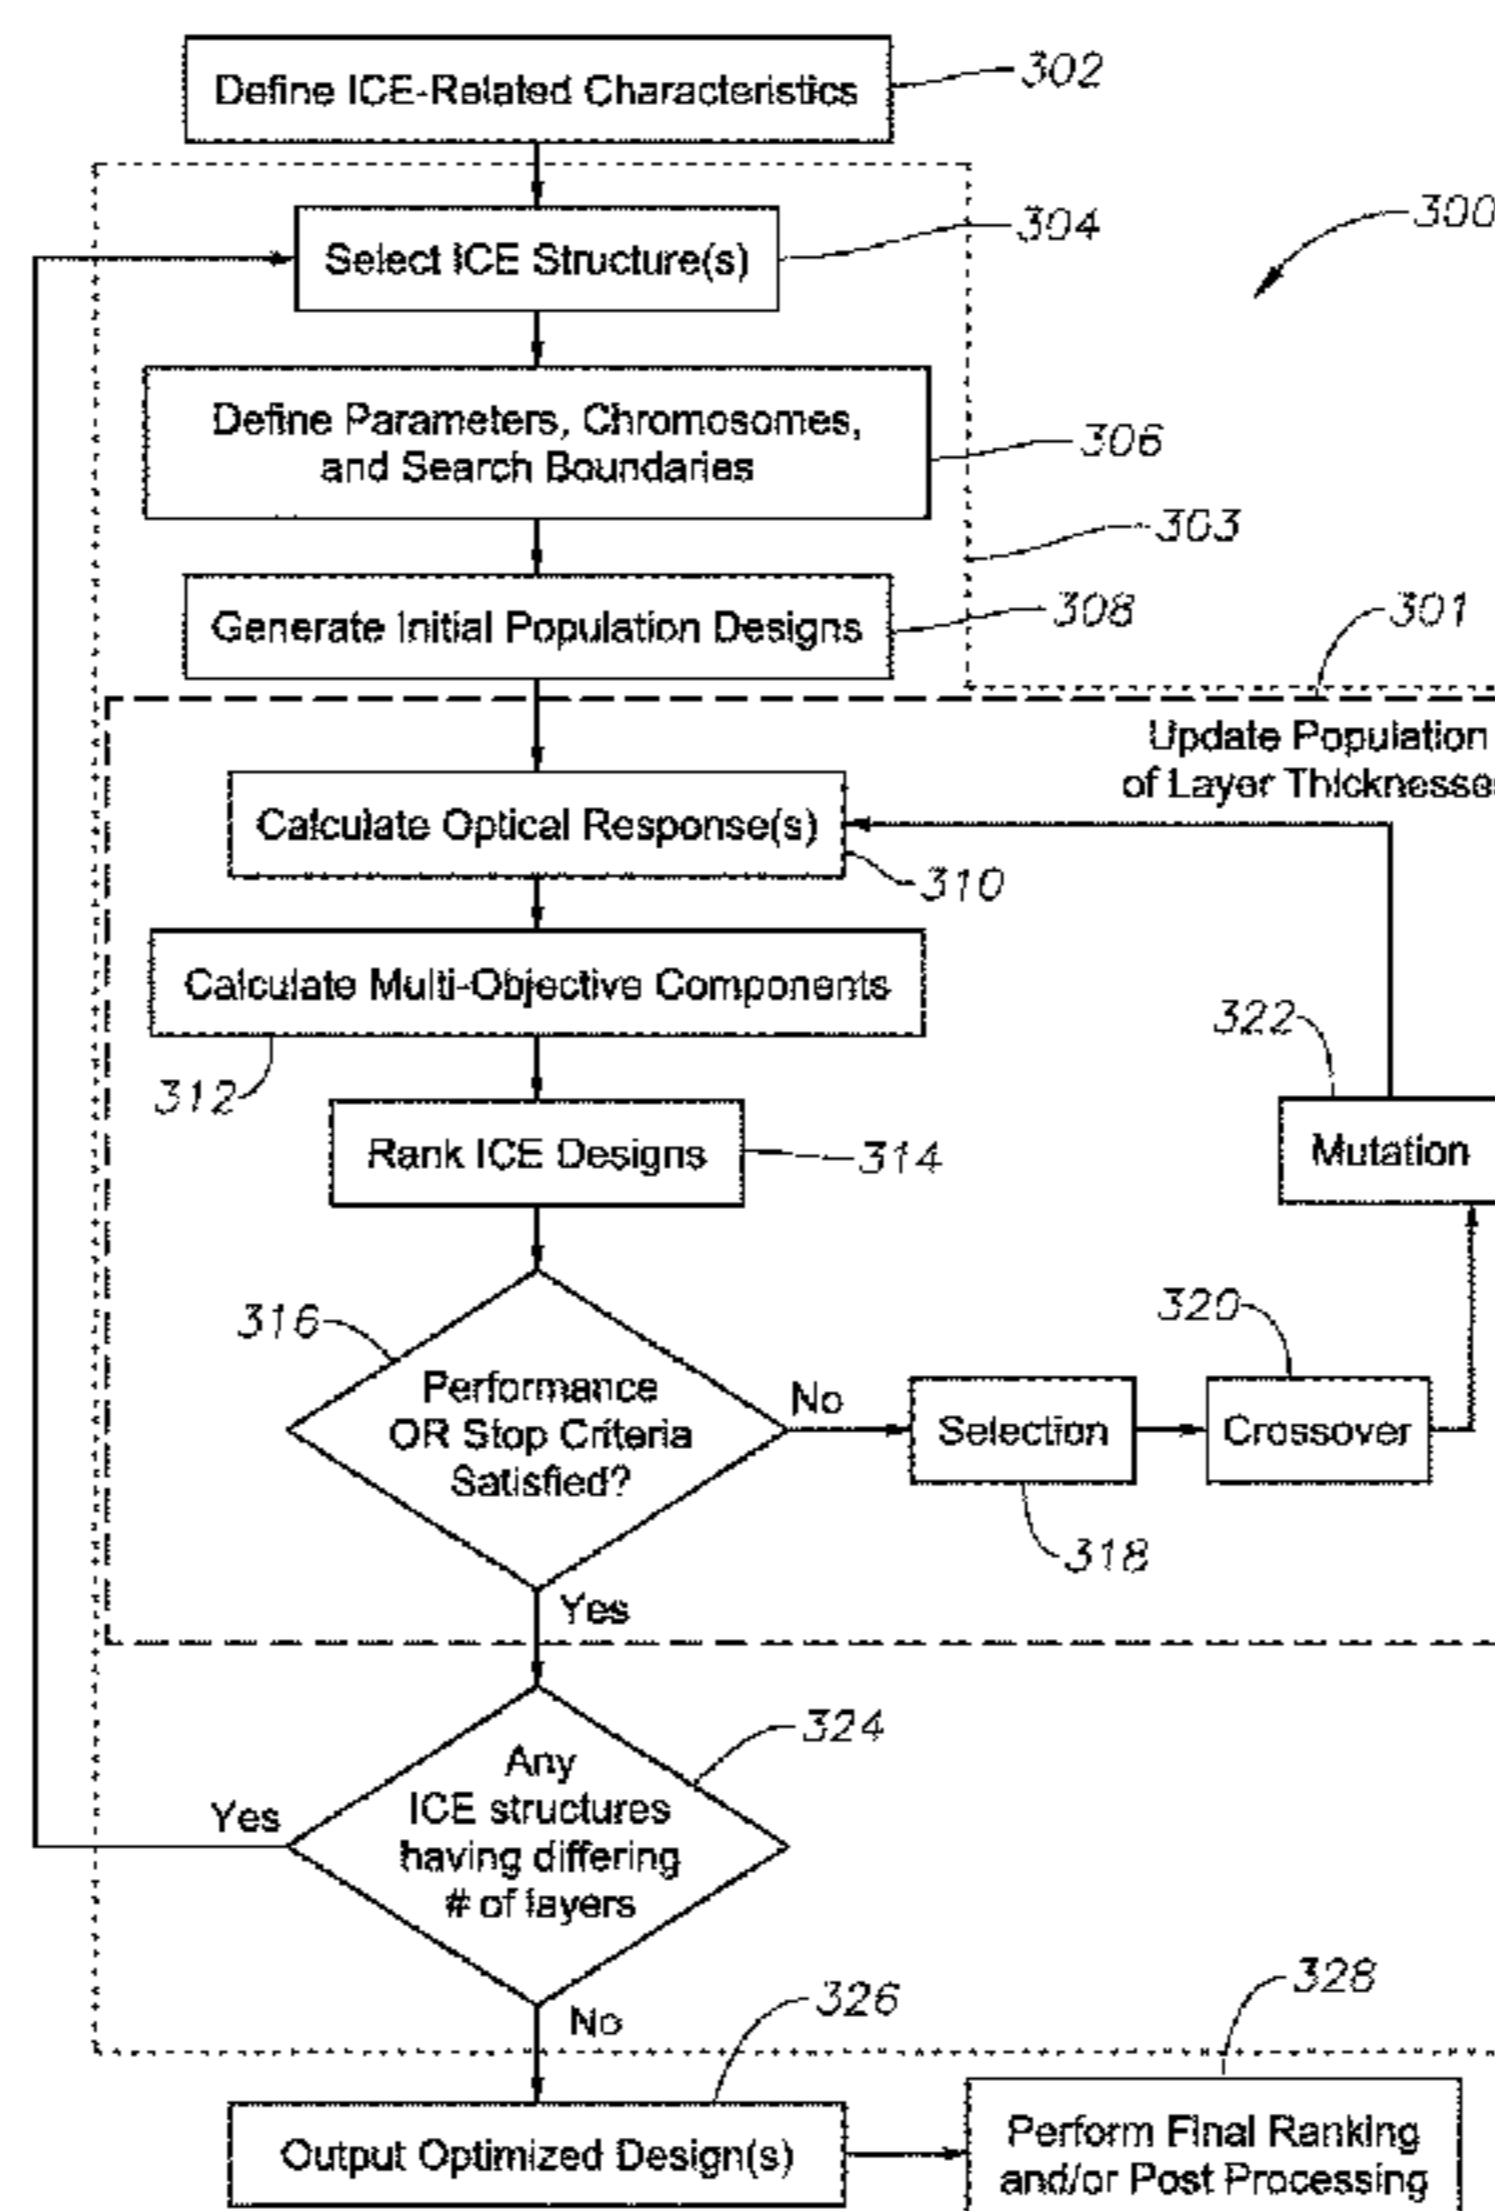 Define ICE-Related Characteristics
302
Select ICE Structure(s)
304
300
Define Parameters, Chromosomes,
and Search Boundaries
306
303
Generate Initial Population Designs
308
301
Update Population
of Layer Thicknesses
Calculate Optical Response(s)
310
Calculate Multi-Objective Components
312
322
Mutation
Rank ICE Designs
314
316
Performance
OR Stop Criteria
Satisfied?
No
Selection
318
320
Crossover
Yes
324
Any
ICE structures
having differing
# of layers
Yes
No
326
328
Output Optimized Design(s)
Perform Final Ranking
and/or Post Processing